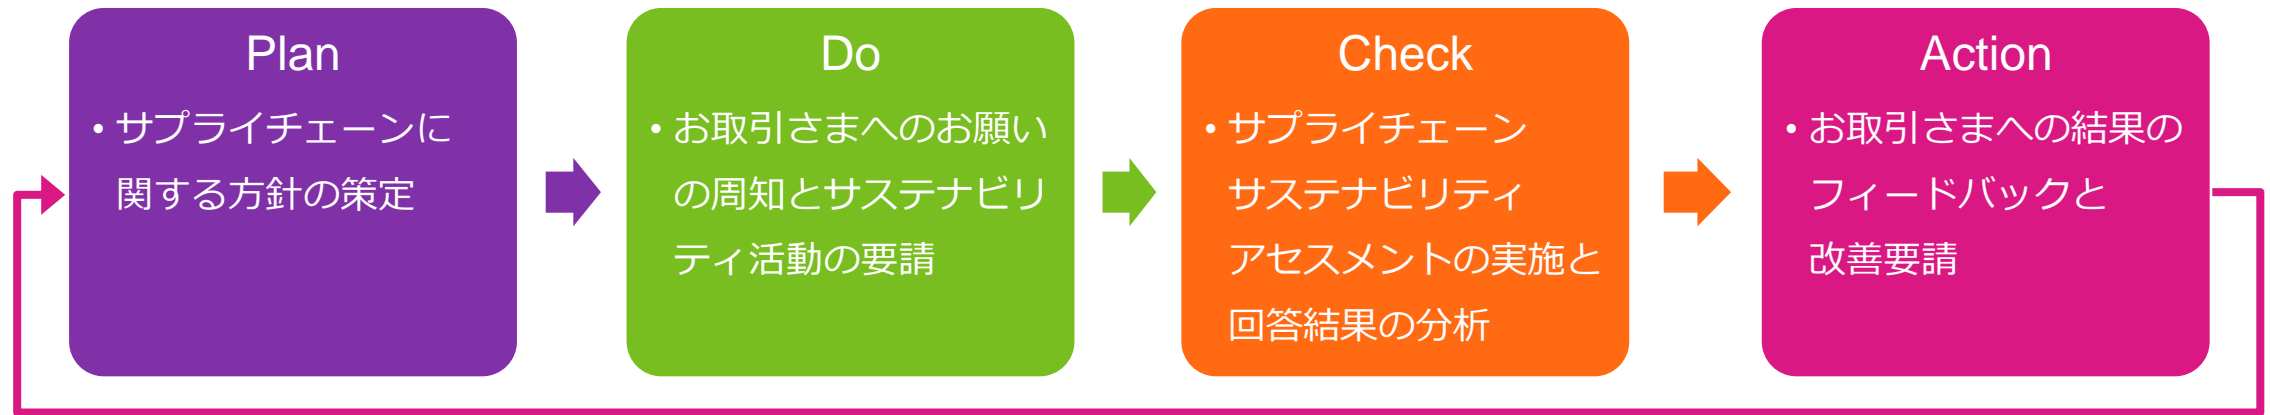 Plan
• サプライチェーンに
関する方針の策定
Do
• お取引さまへのお願い
の周知とサステナビリ
ティ活動の要請
Check
• サプライチェーン
サステナビリティ
アセスメントの実施と
回答結果の分析
Action
• お取引さまへの結果の
フィードバックと
改善要請